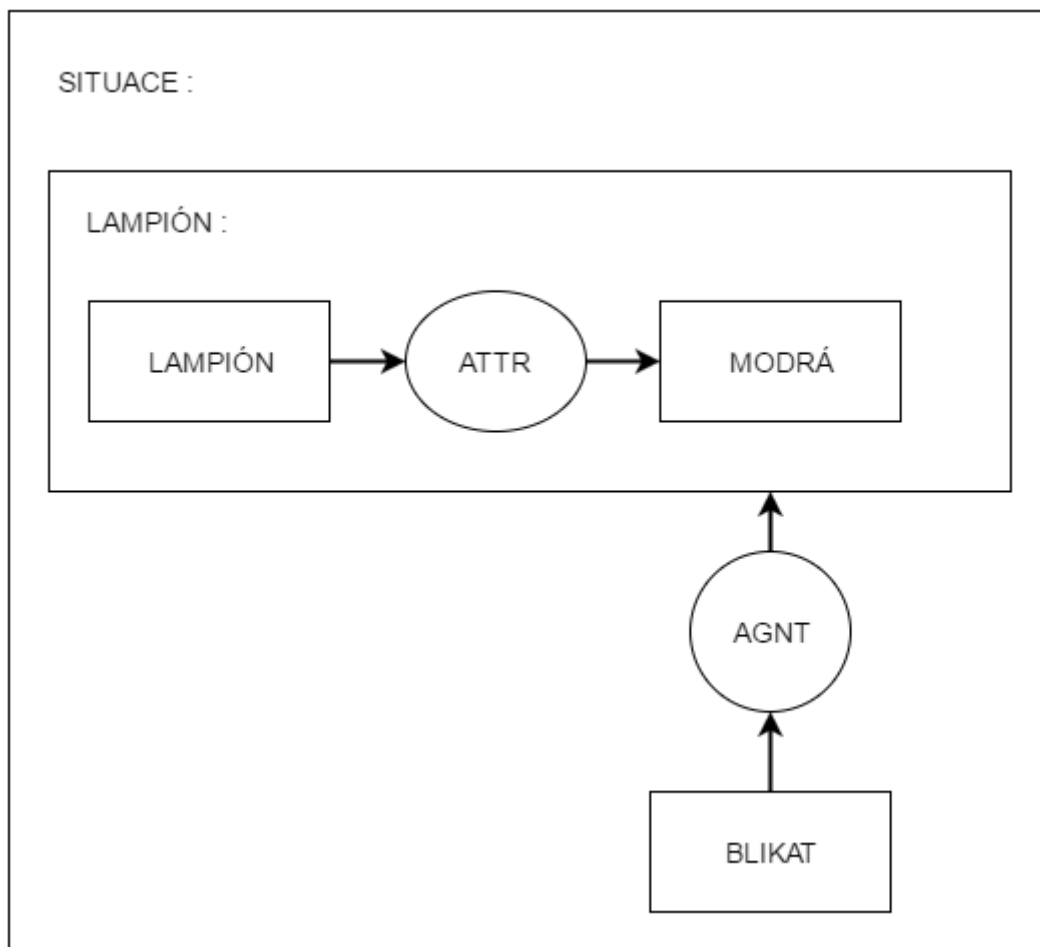 SITUACE :
LAMPIÓN :
LAMPIÓN ATTR MODRÁ
AGNT
BLIKAT